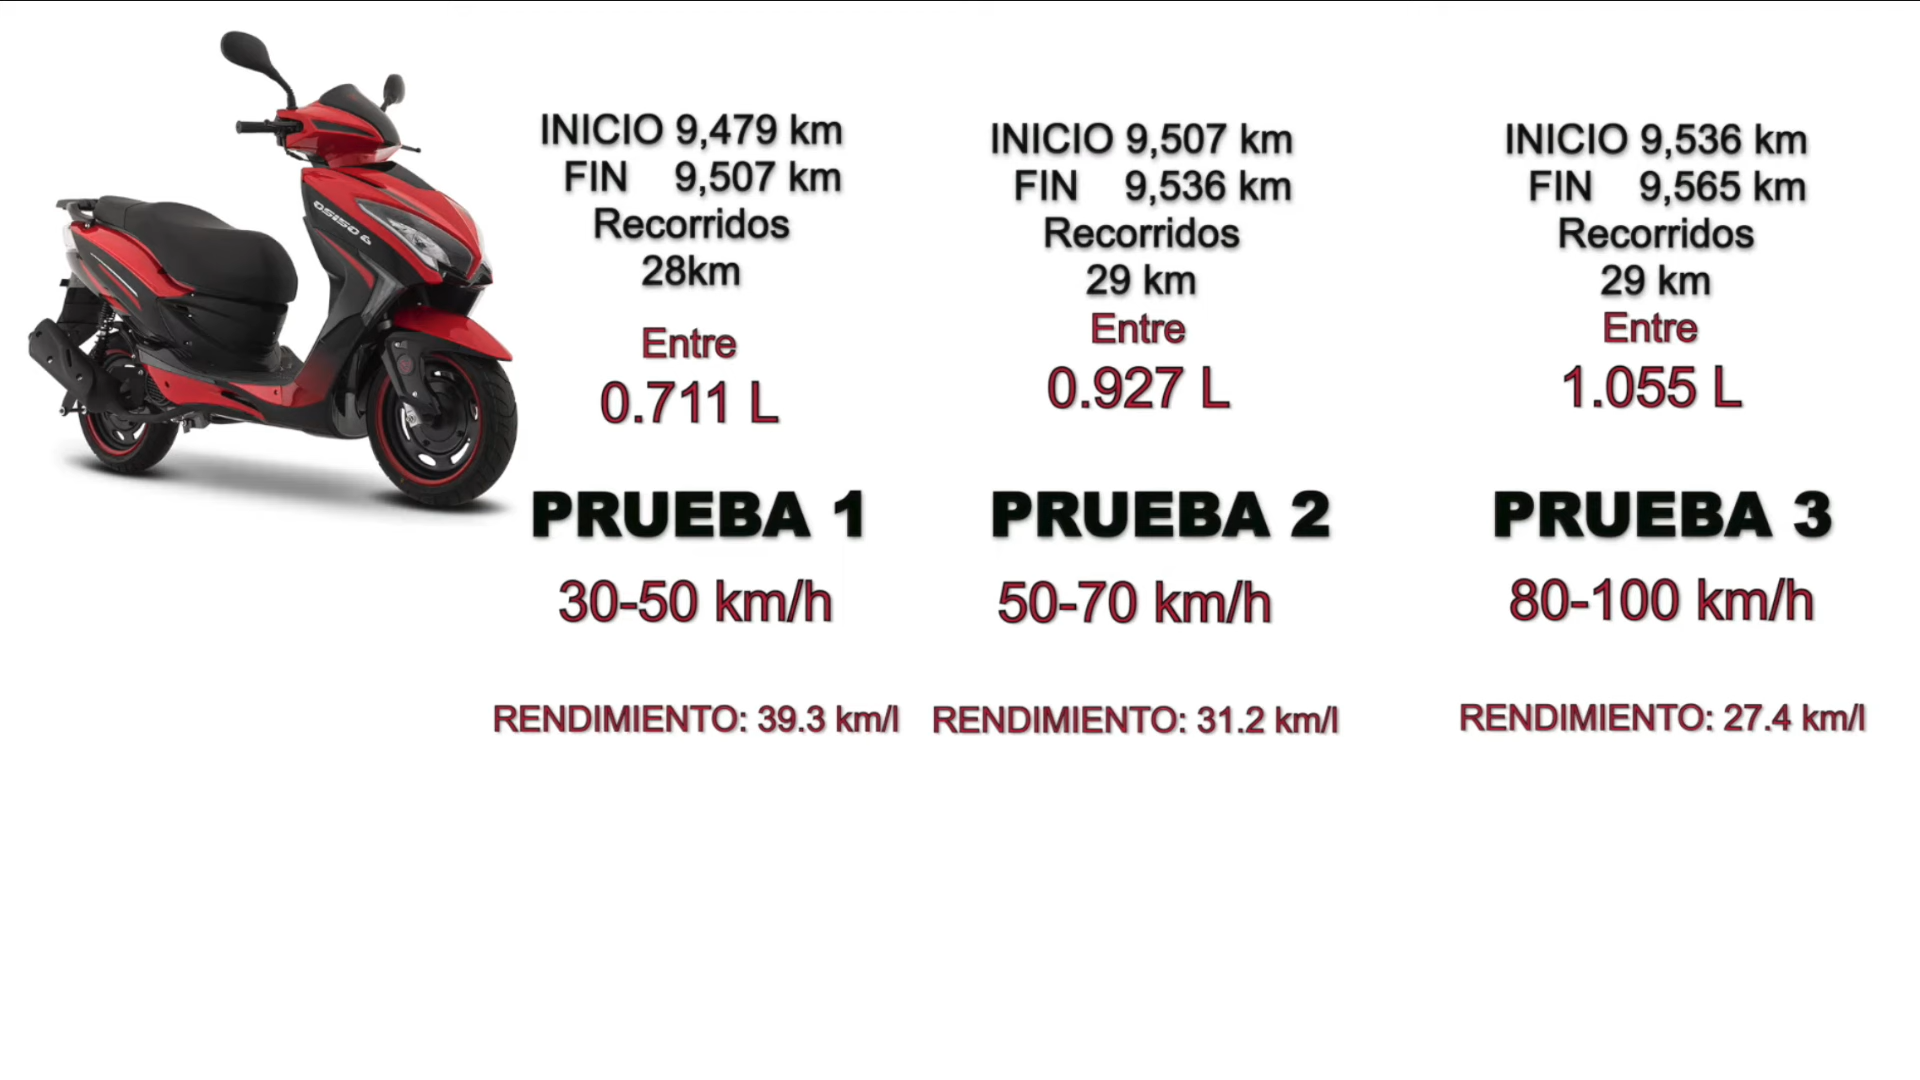 INICIO 9,479 km
FIN 9,507 km
Recorridos
28km
Entre
0.711 L
PRUEBA 1
30-50 km/h
RENDIMIENTO: 39.3 km/l
INICIO 9,507 km
FIN 9,536 km
Recorridos
29 km
Entre
0.927 L
PRUEBA 2
50-70 km/h
RENDIMIENTO: 31.2 km/l
INICIO 9,536 km
FIN 9,565 km
Recorridos
29 km
Entre
1.055 L
PRUEBA 3
80-100 km/h
RENDIMIENTO: 27.4 km/l